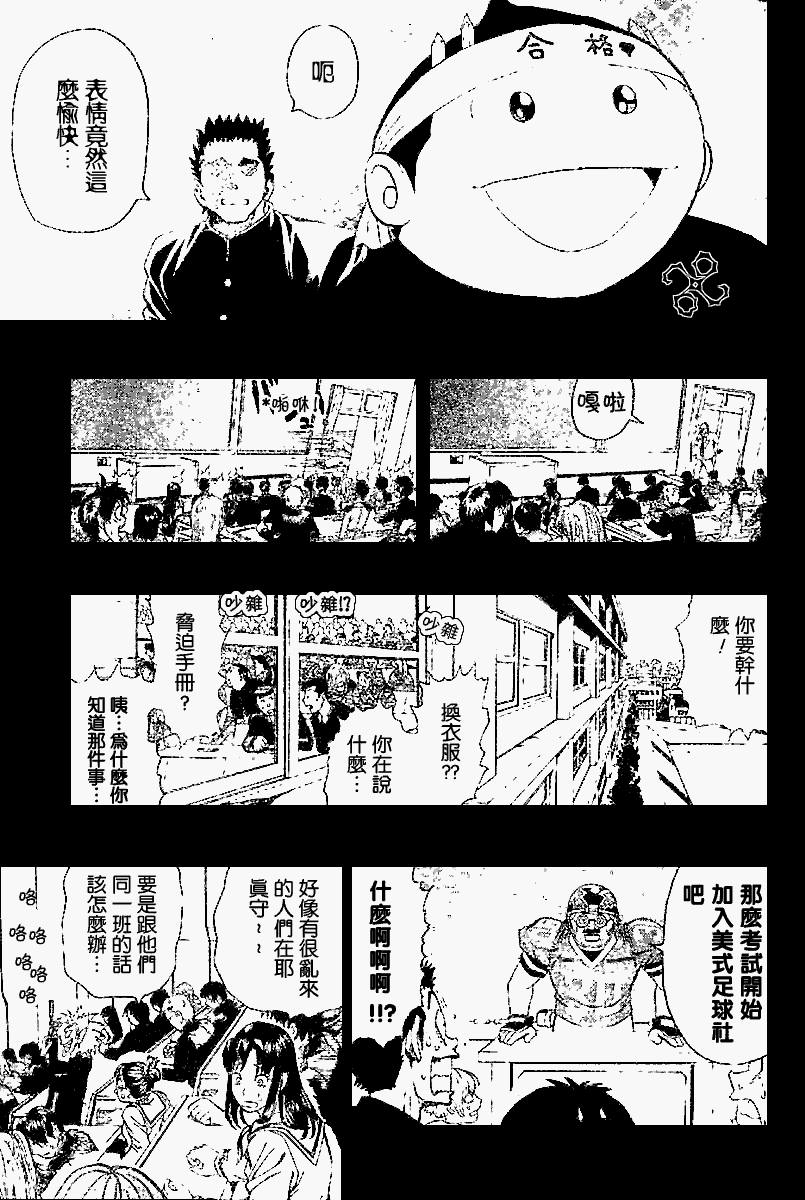 合格
呃
表情竟然這
麼愉快…
嘎啦
*啪咻！
你要幹什
麼！
吵雜
換衣服??
你在說
什麼…
吵雜!?
吵雜
脅迫手冊？
咦…為什麼你
知道那件事…
那麼考試開始
加入美式足球社
吧
什麼啊啊啊
!!?
好像有很亂來
的人們在耶
真守~~
要是跟他們
同一班的話
該怎麼辦…
咯
咯咯
咯咯
咯